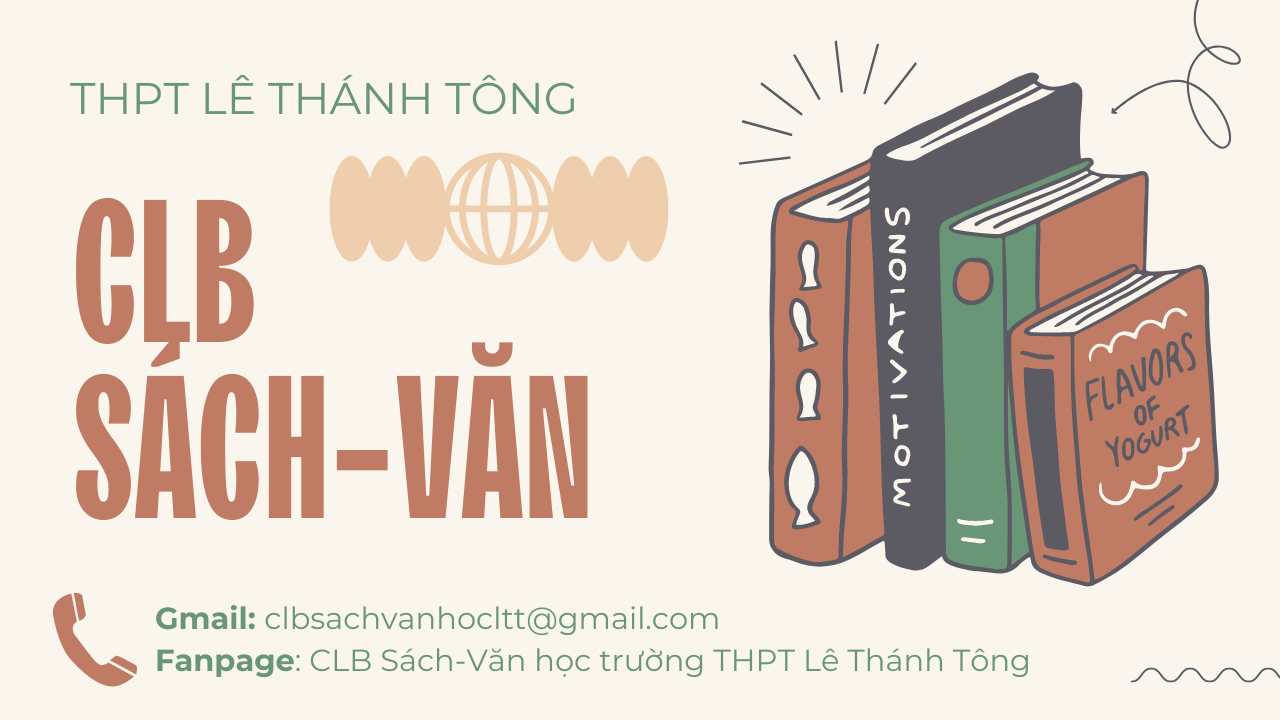 THPT LÊ THÁNH TÔNG
CLB
SÁCH-VĂN
MOTIVATIONS
FLAVORS
OF
YOGURT
Gmail: clbsachvanhocltt@gmail.com
Fanpage: CLB Sách-Văn học trường THPT Lê Thánh Tông